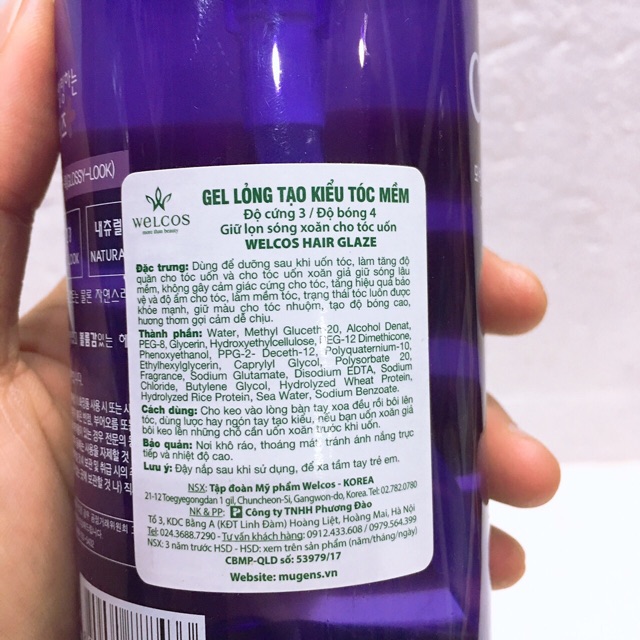 (GLOSSY-LOOK)
내츄럴
NATURAL
LOOK
welcos
more than beauty
GEL LỎNG TẠO KIỂU TÓC MỀM
Độ cứng 3 / Độ bóng 4
Giữ lọn sóng xoăn cho tóc uốn
WELCOS HAIR GLAZE
Đặc trưng: Dùng để dưỡng sau khi uốn tóc, làm tăng độ
quăn cho tóc uốn và cho tóc uốn xoăn giả giữ sóng lâu
mềm, không gây cảm giác cứng cho tóc, tăng hiệu quả bảo
vệ và độ ẩm cho tóc, làm mềm tóc, trạng thái tóc luôn được
khỏe mạnh, giữ màu cho tóc nhuộm, tạo độ bóng cao,
hương thơm gợi cảm dễ chịu.
Thành phần: Water, Methyl Gluceth-20, Alcohol Denat,
PEG-8, Glycerin, Hydroxyethylcellulose, PEG-12 Dimethicone,
Phenoxyethanol, PPG-2- Deceth-12, Polyquaternium-10,
Ethylhexylglycerin, Caprylyl Glycol, Polysorbate 20,
Fragrance, Sodium Glutamate, Disodium EDTA, Sodium
Chloride, Butylene Glycol, Hydrolyzed Wheat Protein,
Hydrolyzed Rice Protein, Sea Water, Sodium Benzoate.
Cách dùng: Cho keo vào lòng bàn tay xoa đều rồi bôi lên
tóc, dùng lược hay ngón tay tạo kiểu, nếu bạn uốn xoăn giả
bôi keo lên những chỗ cần uốn xoăn trước khi uốn.
Bảo quản: Nơi khô ráo, thoáng mát, tránh ánh nắng trực
tiếp và nhiệt độ cao.
Lưu ý: Đậy nắp sau khi sử dụng, để xa tầm tay trẻ em.
NSX: Tập đoàn Mỹ phẩm Welcos - KOREA
21-12 Toegyegongdan 1 gil, Chuncheon-Si, Gangwon-do, Korea. Tel: 02.782.0780
NK & PP: Công ty TNHH Phương Đào
Tổ 3, KDC Bằng A (KĐT Linh Đàm) Hoàng Liệt, Hoàng Mai, Hà Nội
Tel: 024.3688.7290 - Tư vấn khách hàng: 0912.433.608 / 0979.564.399
NSX: 3 năm trước HSD - HSD: xem trên sản phẩm (năm/tháng/ngày)
CBMP-QLD số: 53979/17
Website: mugens.vn